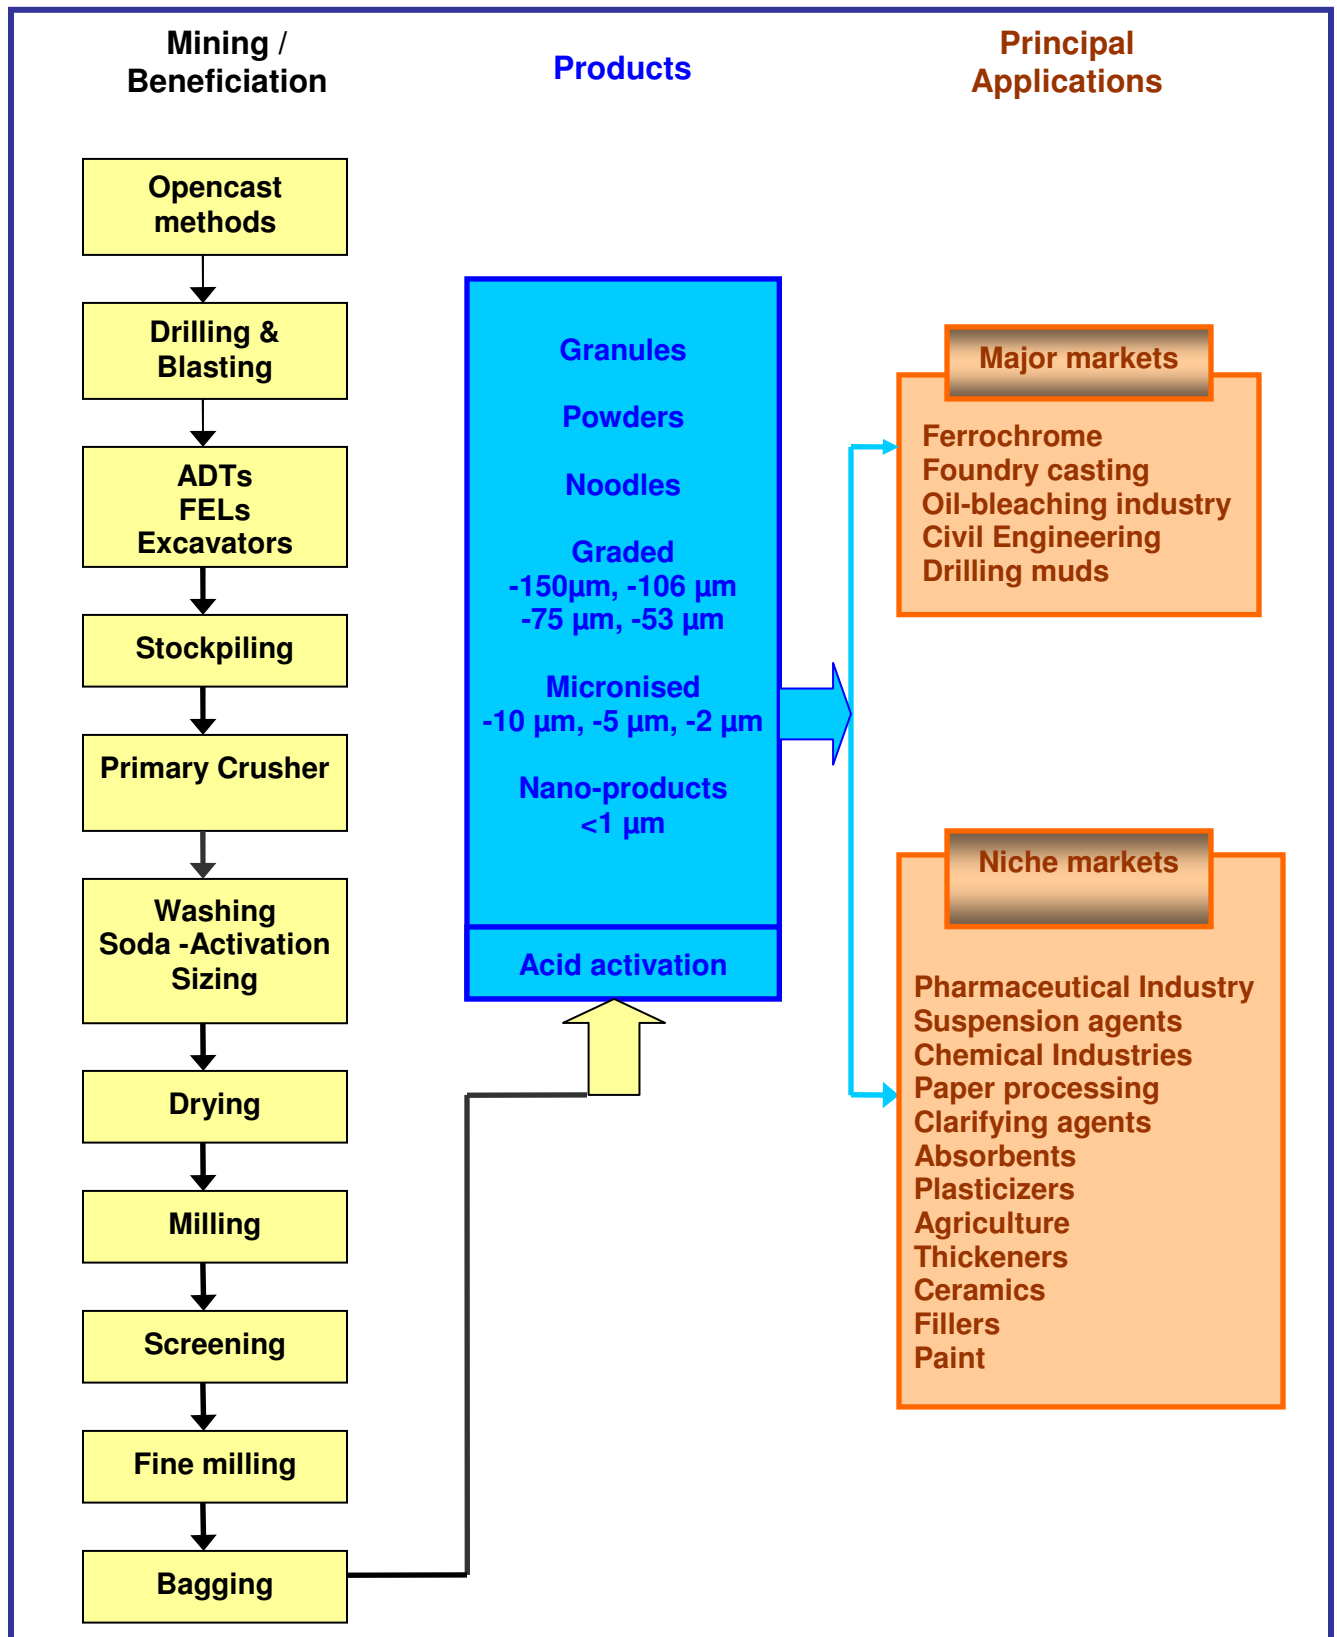 Mining /
Beneficiation
Products
Principal
Applications
Opencast
methods
Drilling &
Blasting
ADTs
FELs
Excavators
Stockpiling
Primary Crusher
Washing
Soda -Activation
Sizing
Drying
Milling
Screening
Fine milling
Bagging
Granules
Powders
Noodles
Graded
-150µm, -106 µm
-75 µm, -53 µm
Micronised
-10 µm, -5 µm, -2 µm
Nano-products
<1 µm
Acid activation
Major markets
Ferrochrome
Foundry casting
Oil-bleaching industry
Civil Engineering
Drilling muds
Niche markets
Pharmaceutical Industry
Suspension agents
Chemical Industries
Paper processing
Clarifying agents
Absorbents
Plasticizers
Agriculture
Thickeners
Ceramics
Fillers
Paint